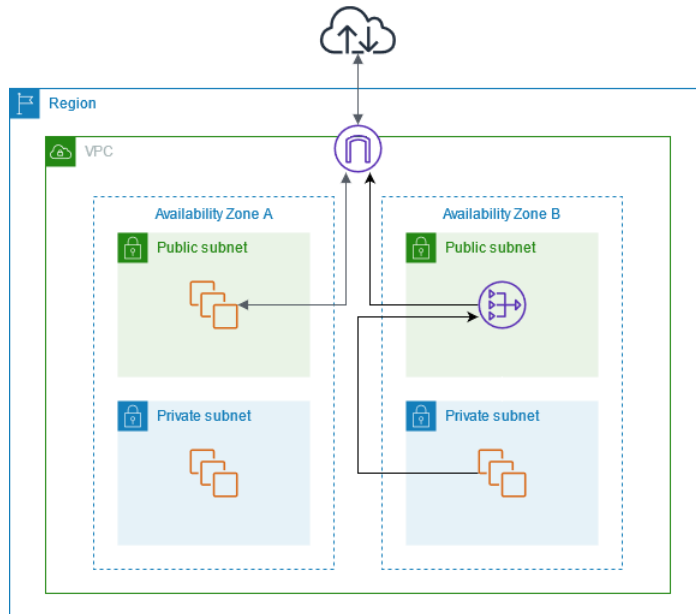 Region
VPC
Availability Zone A
Public subnet
Private subnet
Availability Zone B
Public subnet
Private subnet